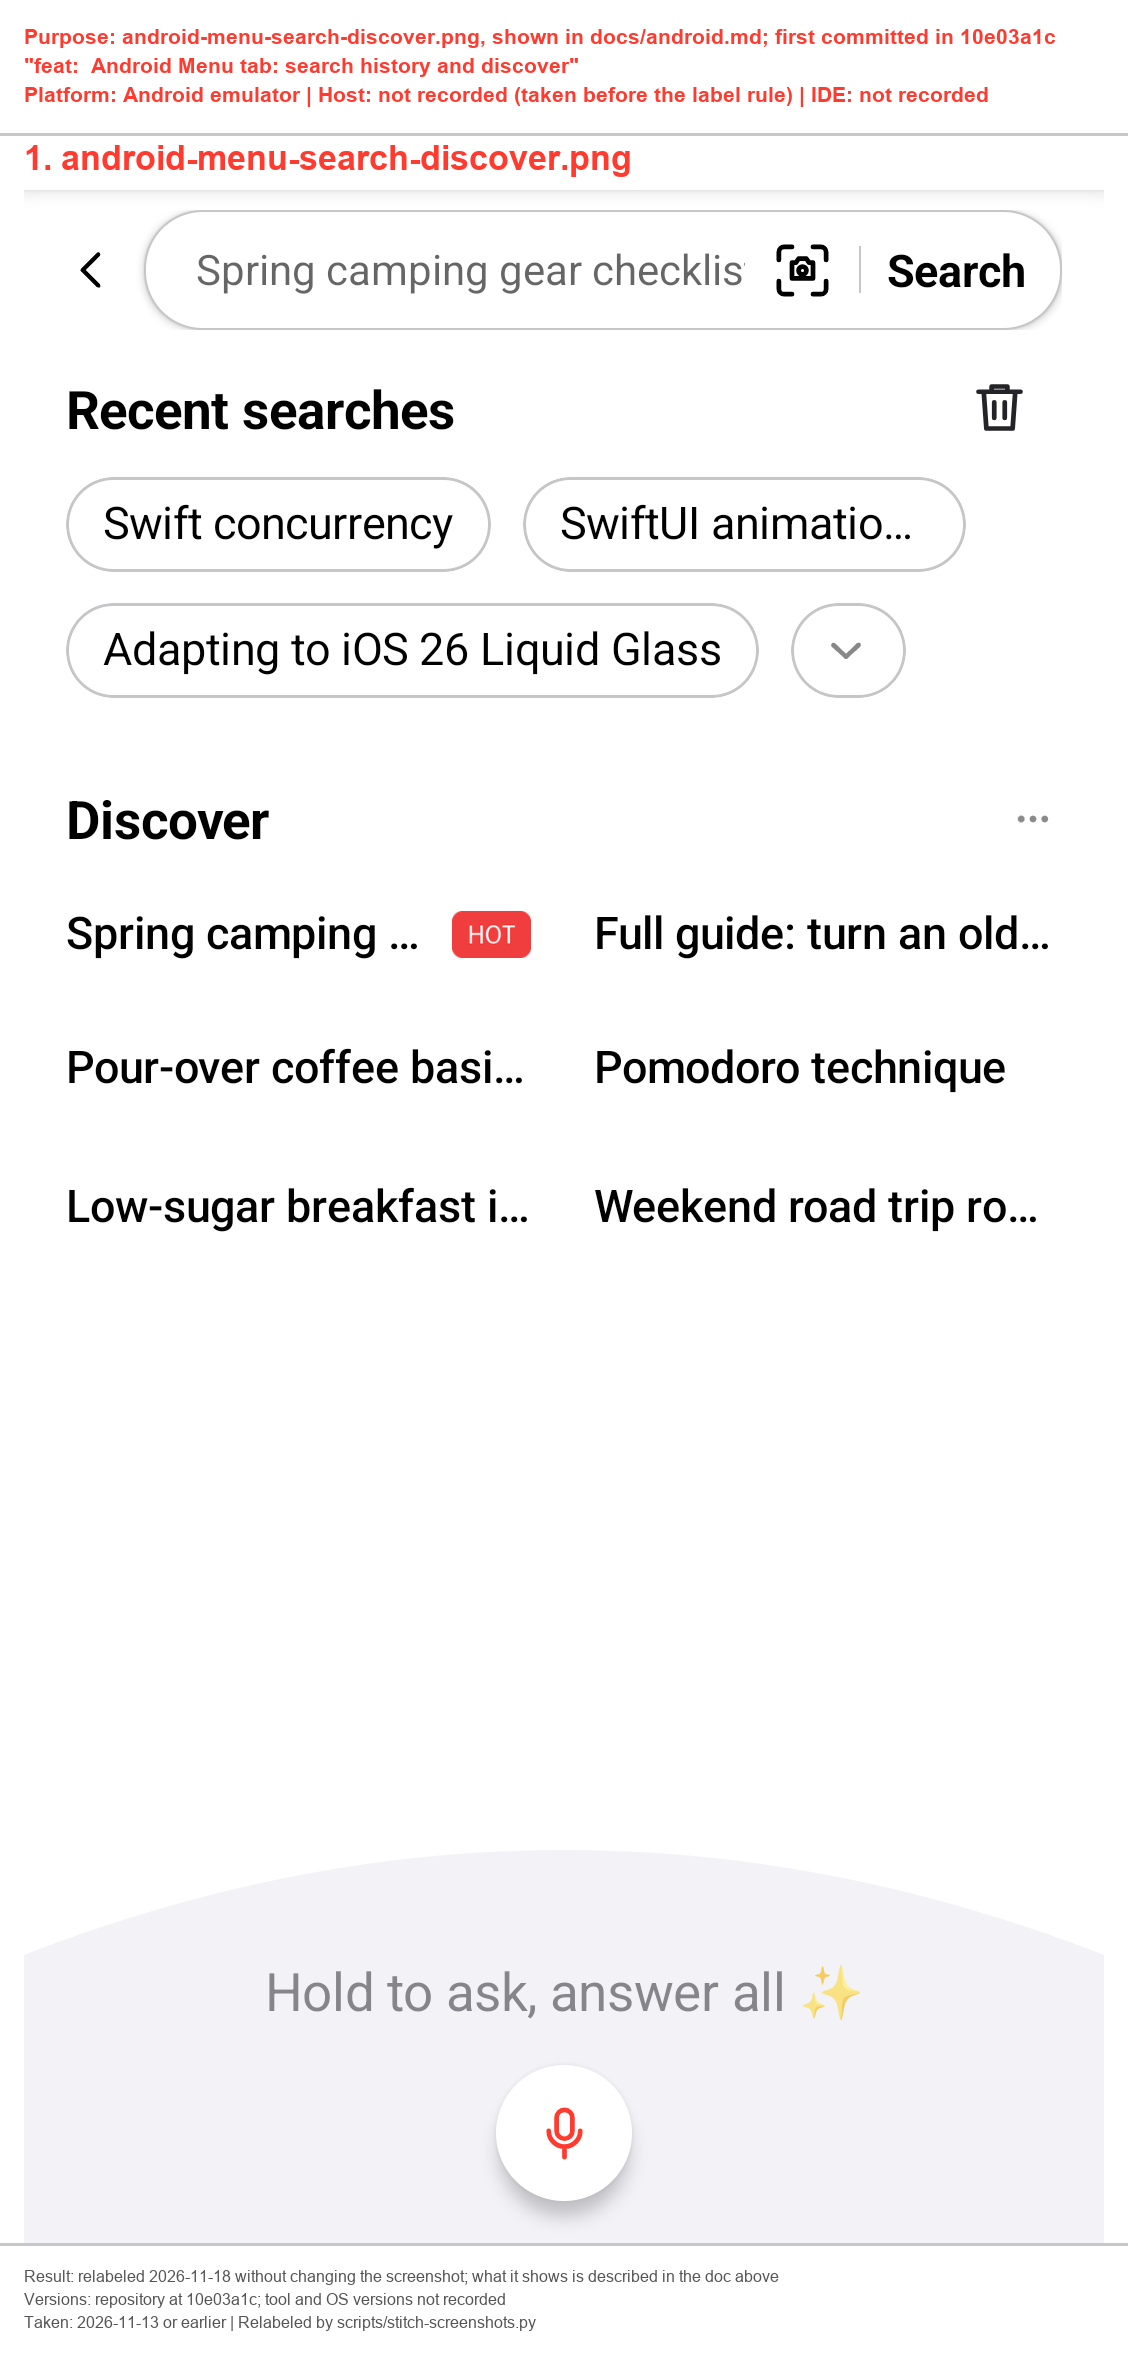 Purpose: android-menu-search-discover.png, shown in docs/android.md; first committed in 10e03a1c
"feat:  Android Menu tab: search history and discover"
Platform: Android emulator | Host: not recorded (taken before the label rule) | IDE: not recorded
1. android-menu-search-discover.png
Spring camping gear checklis
Search
Recent searches
Swift concurrency
SwiftUI animatio...
Adapting to iOS 26 Liquid Glass
Discover
Spring camping ...
HOT
Full guide: turn an old...
Pour-over coffee basi...
Pomodoro technique
Low-sugar breakfast i...
Weekend road trip ro...
Hold to ask, answer all ✨
Result: relabeled 2026-11-18 without changing the screenshot; what it shows is described in the doc above
Versions: repository at 10e03a1c; tool and OS versions not recorded
Taken: 2026-11-13 or earlier | Relabeled by scripts/stitch-screenshots.py